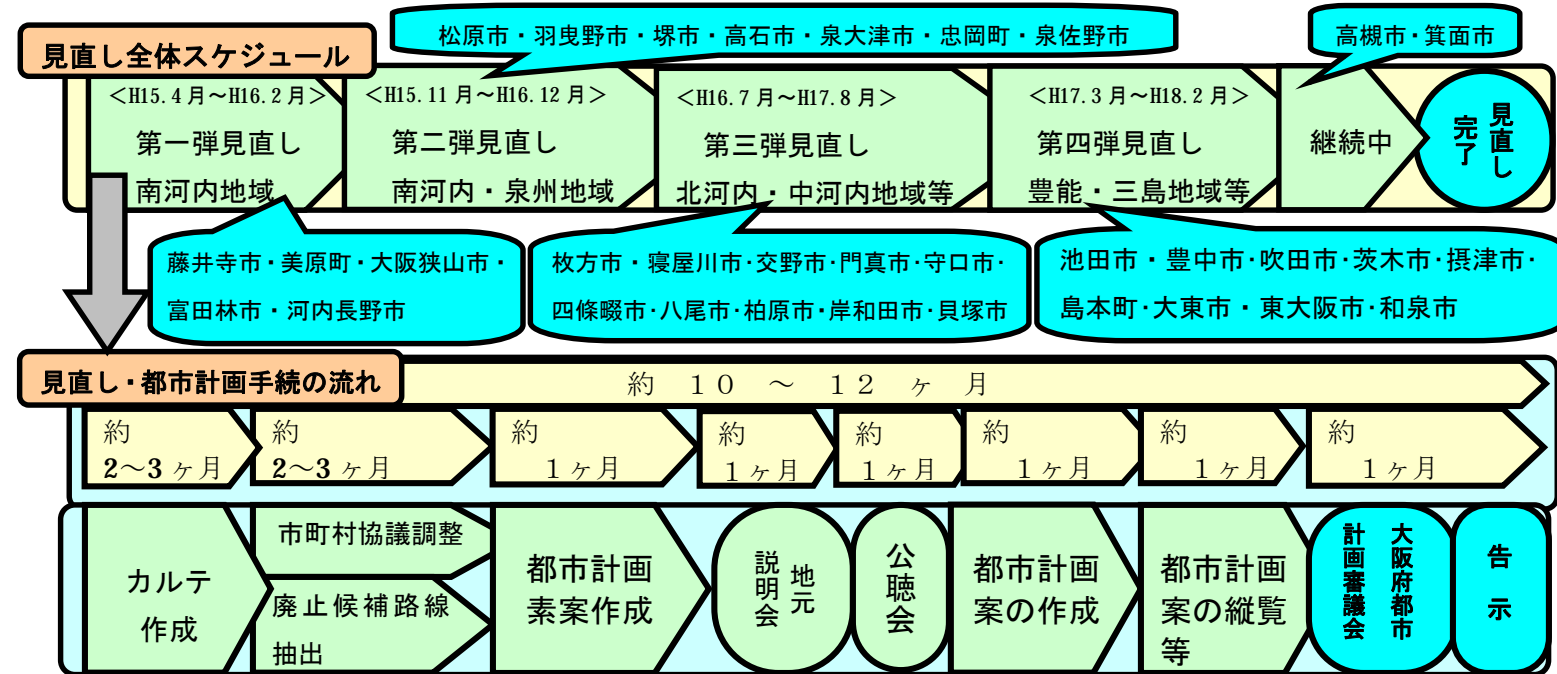 見直し全体スケジュール
松原市・羽曳野市・堺市・高石市・泉大津市・忠岡町・泉佐野市
高槻市・箕面市
＜H15.4月～H16.2月＞
第一弾見直し
南河内地域
＜H15.11月～H16.12月＞
第二弾見直し
南河内・泉州地域
＜H16.7月～H17.8月＞
第三弾見直し
北河内・中河内地域等
＜H17.3月～H18.2月＞
第四弾見直し
豊能・三島地域等
継続中
見直し
完了
藤井寺市・美原町・大阪狭山市・
富田林市・河内長野市
枚方市・寝屋川市・交野市・門真市・守口市・
四條畷市・八尾市・柏原市・岸和田市・貝塚市
池田市・豊中市・吹田市・茨木市・摂津市・
島本町・大東市・東大阪市・和泉市
見直し・都市計画手続の流れ
約１０～１２ヶ月
約
2～3ヶ月
約
2～3ヶ月
約
１ヶ月
約
１ヶ月
約
１ヶ月
約
１ヶ月
約
１ヶ月
約
１ヶ月
カルテ
作成
市町村協議調整
廃止候補路線
抽出
都市計画
素案作成
地元
説明会
公聴会
都市計画
案の作成
都市計画
案の縦覧
等
大阪府都市
計画審議会
告示